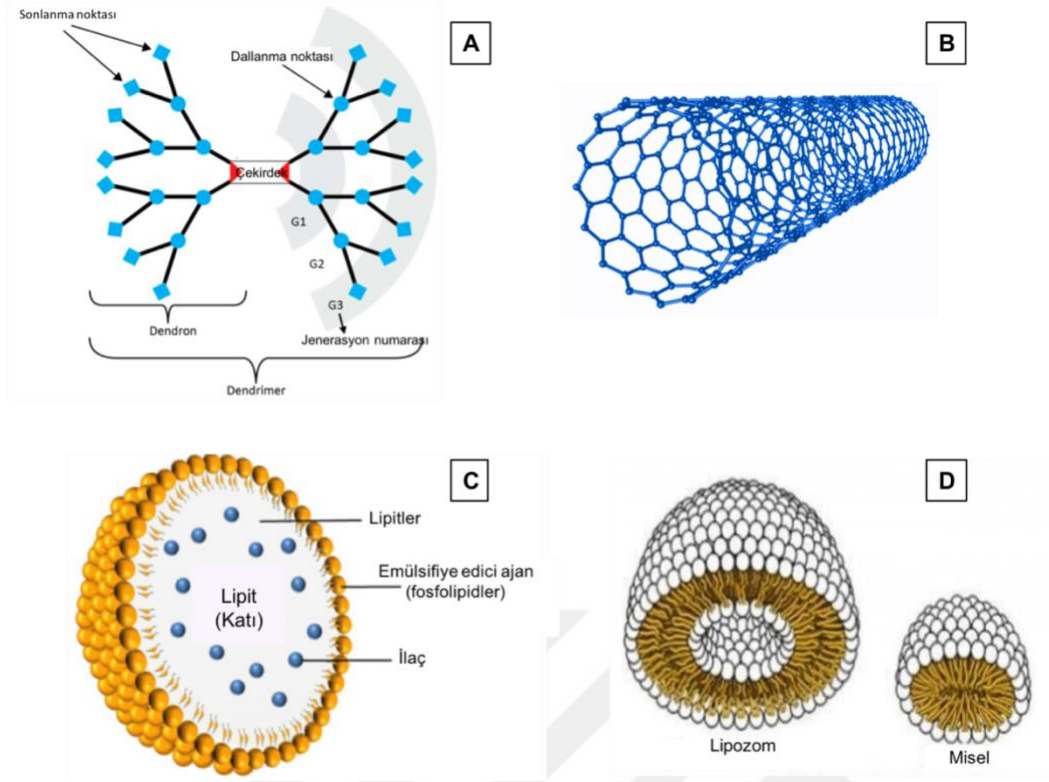 Sonlanma noktası
A
Dallanma noktası
Çekirdek
G1
G2
G3
Jenerasyon numarası
Dendron
Dendrimer
B
C
Lipitler
Emülsifiye edici ajan
(fosfolipidler)
Lipit
(Katı)
İlaç
D
Lipozom
Misel